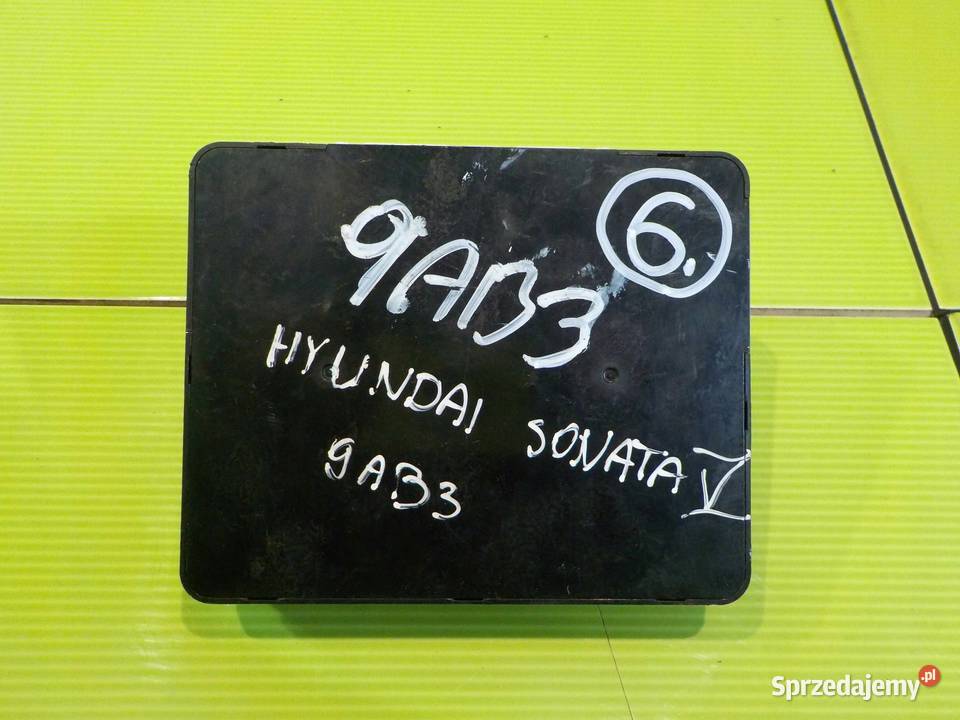 6.
9AB3
HYUNDAI SONATA V
9AB3
Sprzedajemy.pl